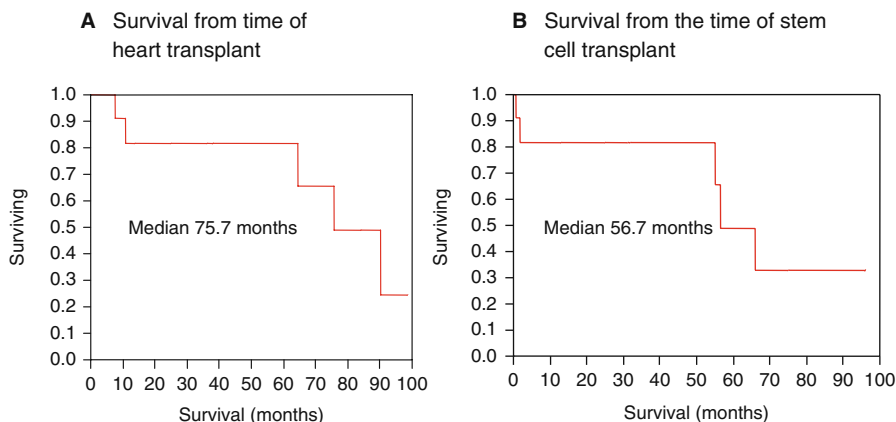 A Survival from time of
heart transplant
1.0
0.9
0.8
0.7
0.6
0.5
0.4
0.3
0.2
0.1
0.0
Surviving
Median 75.7 months
0 10 20 30 40 50 60 70 80 90 100
Survival (months)
B Survival from the time of stem
cell transplant
1.0
0.9
0.8
0.7
0.6
0.5
0.4
0.3
0.2
0.1
0.0
Surviving
Median 56.7 months
0 10 20 30 40 50 60 70 80 90 100
Survival (months)